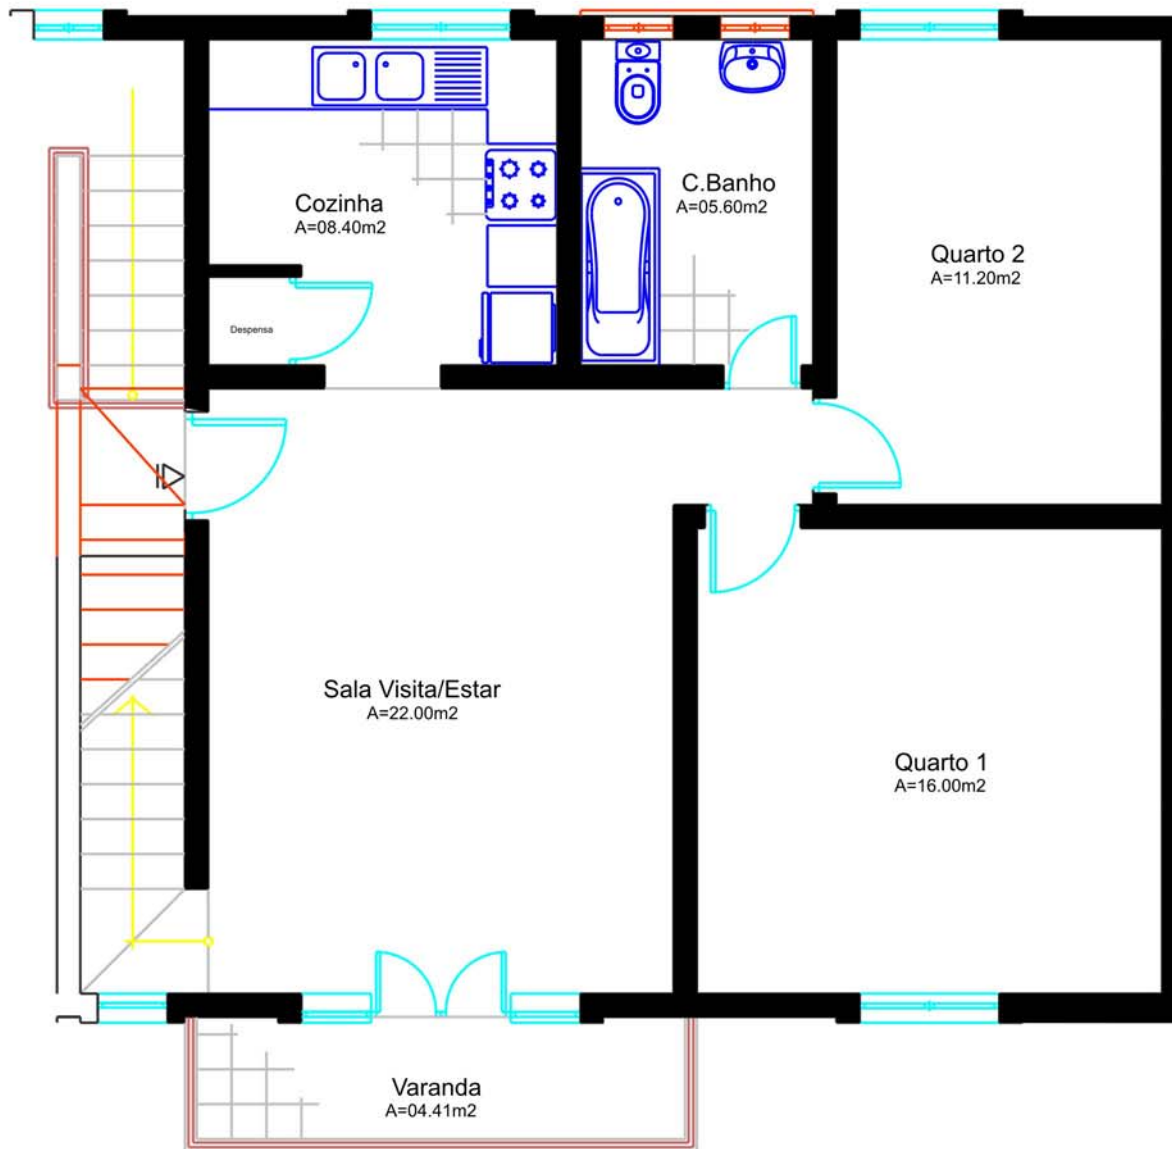 Cozinha
A=08.40m2
C.Banho
A=05.60m2
Quarto 2
A=11.20m2
Despensa
Sala Visita/Estar
A=22.00m2
Quarto 1
A=16.00m2
Varanda
A=04.41m2